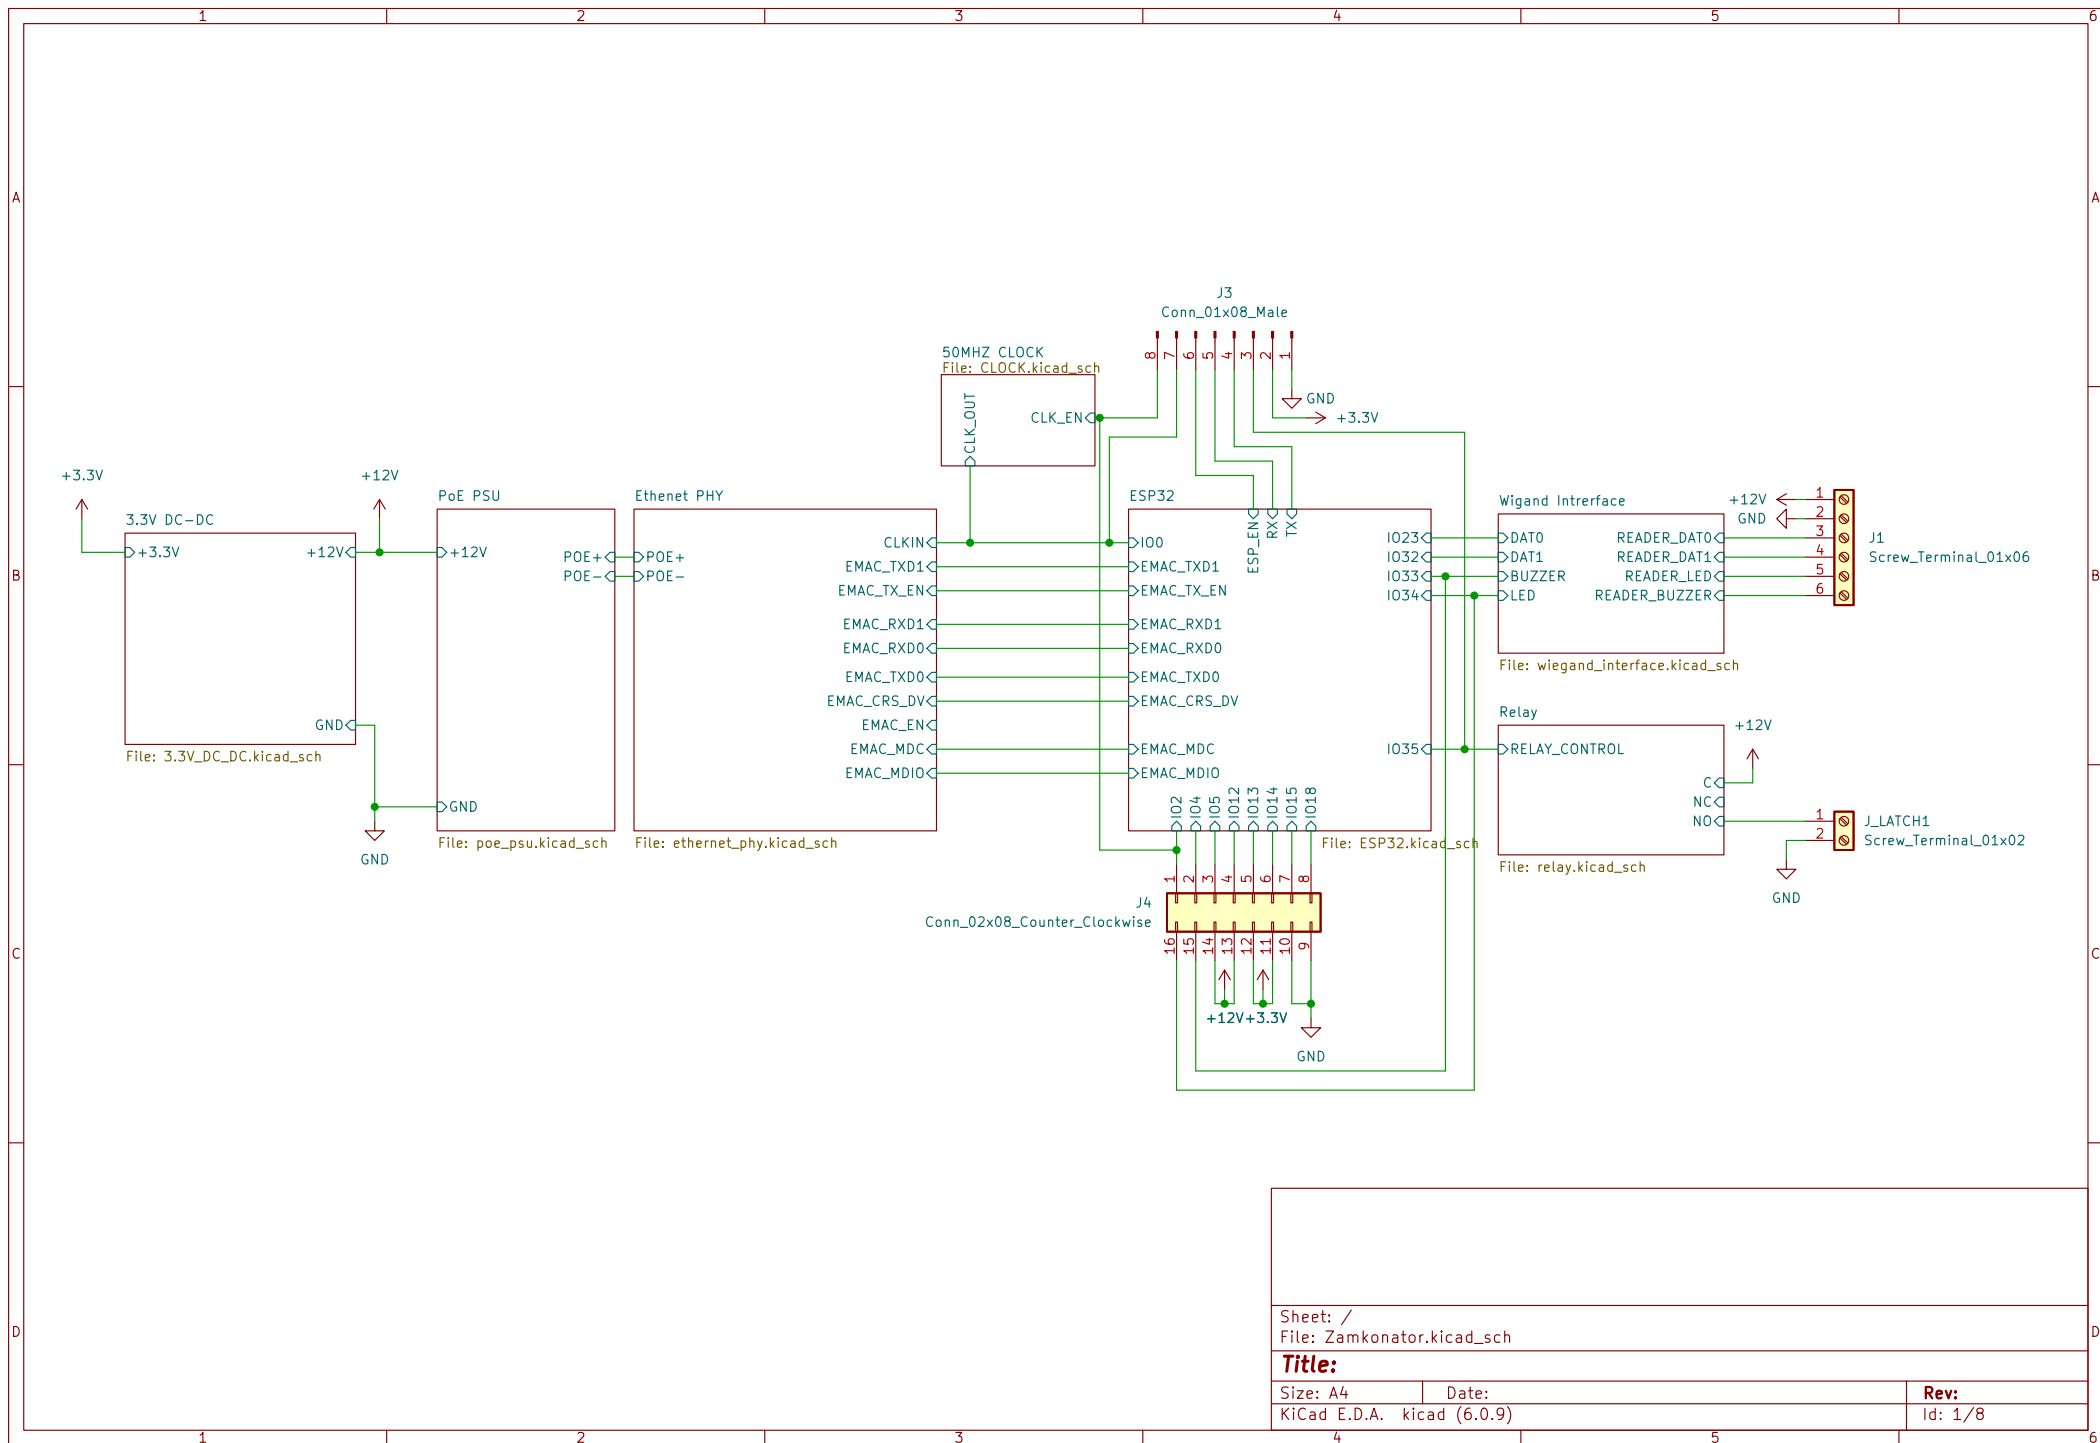 1 2 3 4 5 6
A A
B B
C C
D D
1 2 3 4 5 6
J3
Conn_01x08_Male
8 7 6 5 4 3 2 1
GND
+3.3V
50MHZ CLOCK
File: CLOCK.kicad_sch
CLK_OUT
CLK_EN
+3.3V
+12V
3.3V DC-DC
+3.3V
+12V
GND
File: 3.3V_DC_DC.kicad_sch
GND
PoE PSU
+12V
POE+
POE-
GND
File: poe_psu.kicad_sch
Ethenet PHY
POE+
POE-
CLKIN
EMAC_TXD1
EMAC_TX_EN
EMAC_RXD1
EMAC_RXD0
EMAC_TXD0
EMAC_CRS_DV
EMAC_EN
EMAC_MDC
EMAC_MDIO
File: ethernet_phy.kicad_sch
ESP32
ESP_EN
RX
TX
IO0
EMAC_TXD1
EMAC_TX_EN
EMAC_RXD1
EMAC_RXD0
EMAC_TXD0
EMAC_CRS_DV
EMAC_MDC
EMAC_MDIO
IO23
IO32
IO33
IO34
IO35
IO2
IO4
IO5
IO12
IO13
IO14
IO15
IO18
File: ESP32.kicad_sch
Wigand Intrerface
DAT0
DAT1
BUZZER
LED
READER_DAT0
READER_DAT1
READER_LED
READER_BUZZER
File: wiegand_interface.kicad_sch
+12V
GND
1
2
3
4
5
6
J1
Screw_Terminal_01x06
Relay
RELAY_CONTROL
C
NC
NO
File: relay.kicad_sch
+12V
1
2
J_LATCH1
Screw_Terminal_01x02
GND
J4
Conn_02x08_Counter_Clockwise
1 2 3 4 5 6 7 8
16 15 14 13 12 11 10 9
+12V
+3.3V
GND
Sheet: /
File: Zamkonator.kicad_sch
Title:
Size: A4
Date:
Rev:
KiCad E.D.A.  kicad (6.0.9)
Id: 1/8